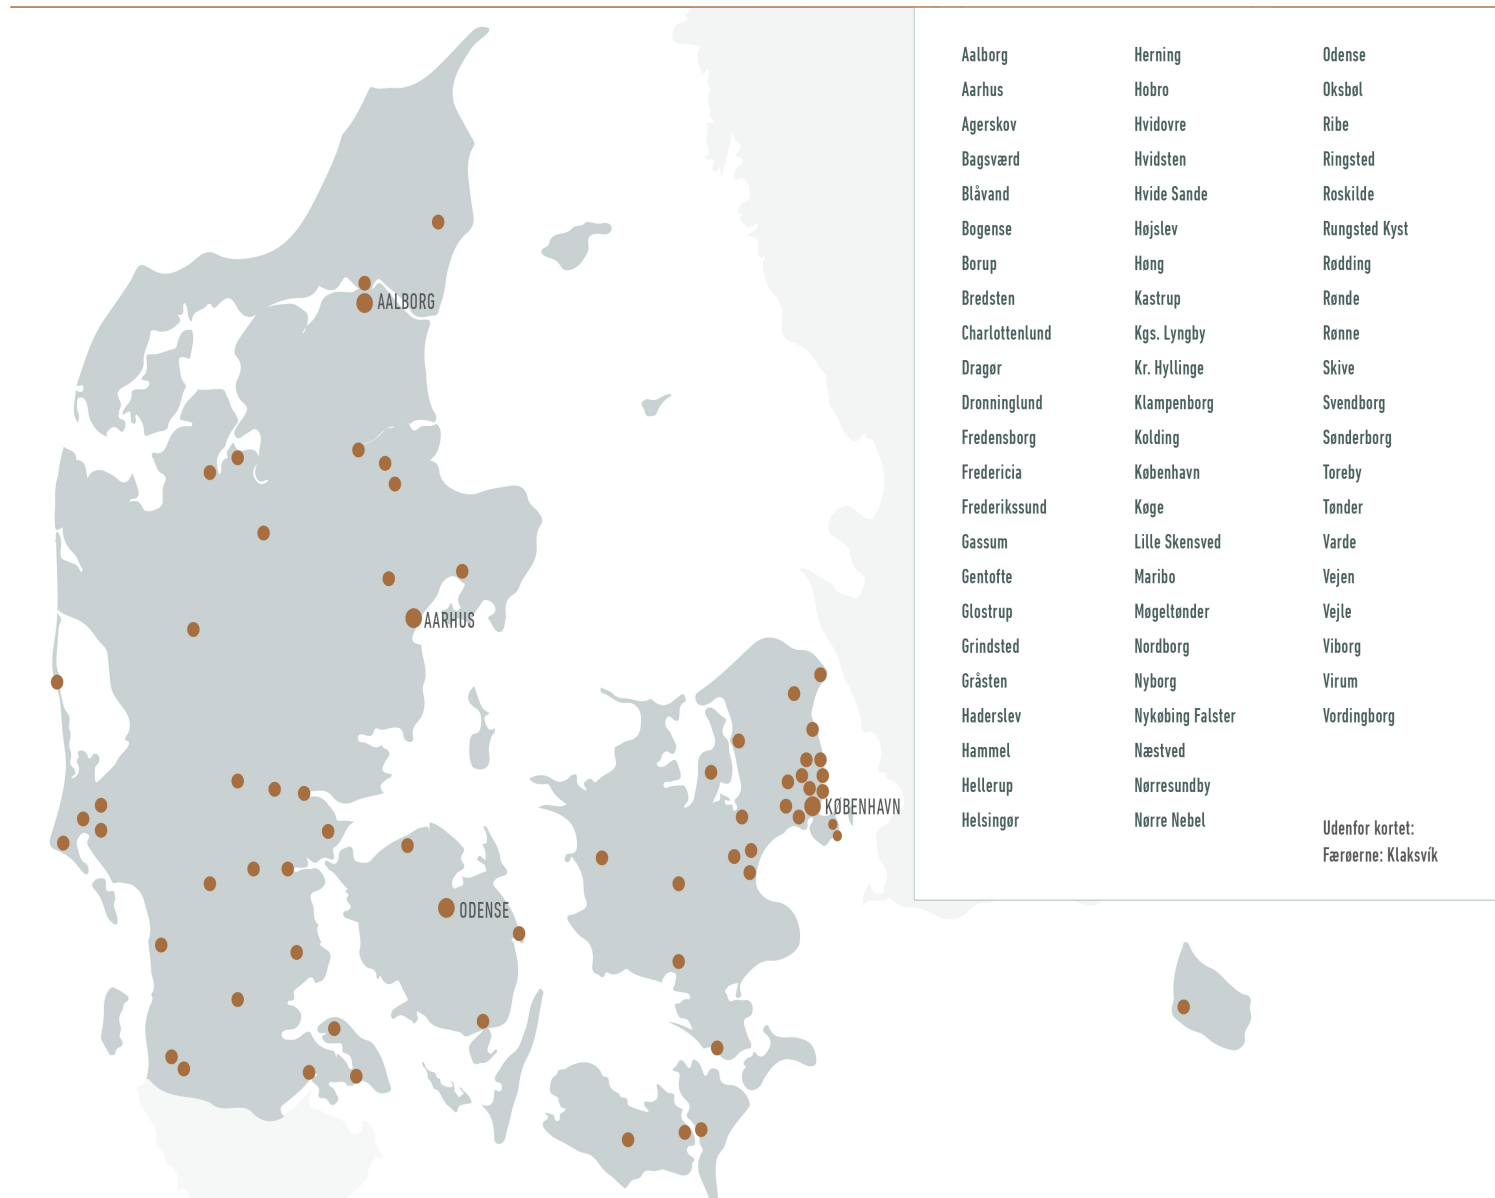 AALBORG
AARHUS
ODENSE
KØBENHAVN
Aalborg
Aarhus
Agerskov
Bagsværd
Blåvand
Bogense
Borup
Bredsten
Charlottenlund
Dragør
Dronninglund
Fredensborg
Fredericia
Frederikssund
Gassum
Gentofte
Glostrup
Grindsted
Gråsten
Haderslev
Hammel
Hellerup
Helsingør
Herning
Hobro
Hvidovre
Hvidsten
Hvide Sande
Højslev
Høng
Kastrup
Kgs. Lyngby
Kr. Hyllinge
Klampenborg
Kolding
København
Køge
Lille Skensved
Maribo
Møgeltønder
Nordborg
Nyborg
Nykøbing Falster
Næstved
Nørresundby
Nørre Nebel
Odense
Oksbøl
Ribe
Ringsted
Roskilde
Rungsted Kyst
Rødding
Rønde
Rønne
Skive
Svendborg
Sønderborg
Toreby
Tønder
Varde
Vejen
Vejle
Viborg
Virum
Vordingborg
Udenfor kortet:
Færøerne: Klaksvík